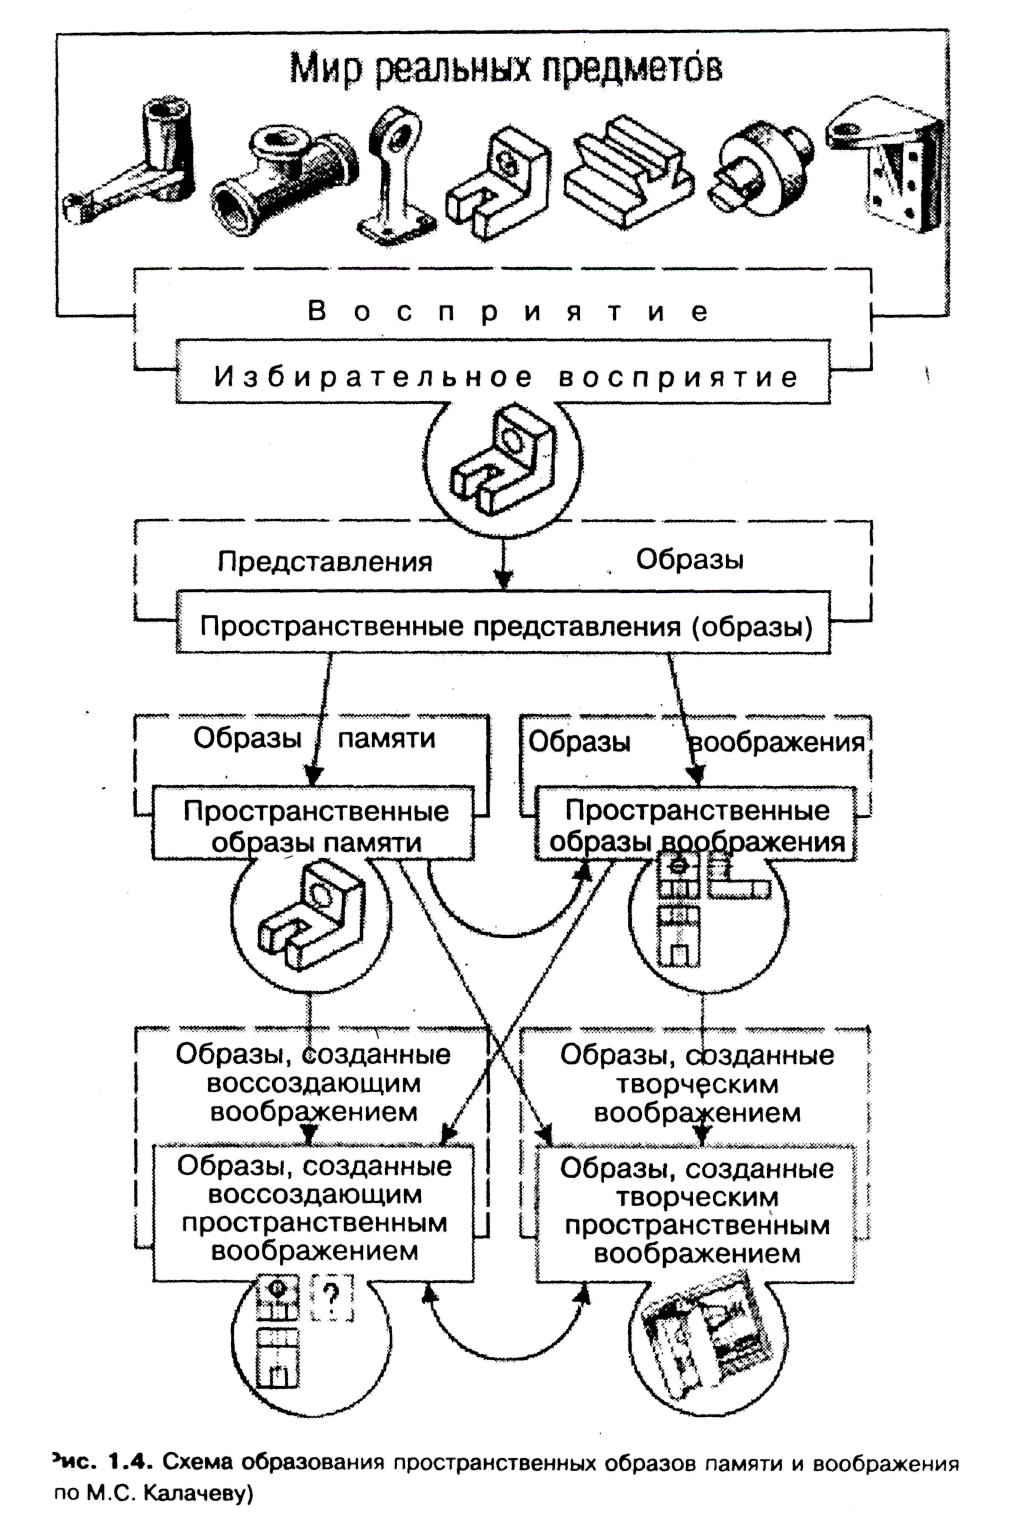 Мир реальных предметов
Восприятие
Избирательное восприятие
Представления Образы
Пространственные представления (образы)
Образы памяти
Образы воображения
Пространственные
образы памяти
Пространственные
образы воображения
Образы, созданные
воссоздающим
воображением
Образы, созданные
творческим
воображением
Образы, созданные
воссоздающим
пространственным
воображением
Образы, созданные
творческим
пространственным
воображением
?
Рис. 1.4. Схема образования пространственных образов памяти и воображения
по М.С. Калачеву)